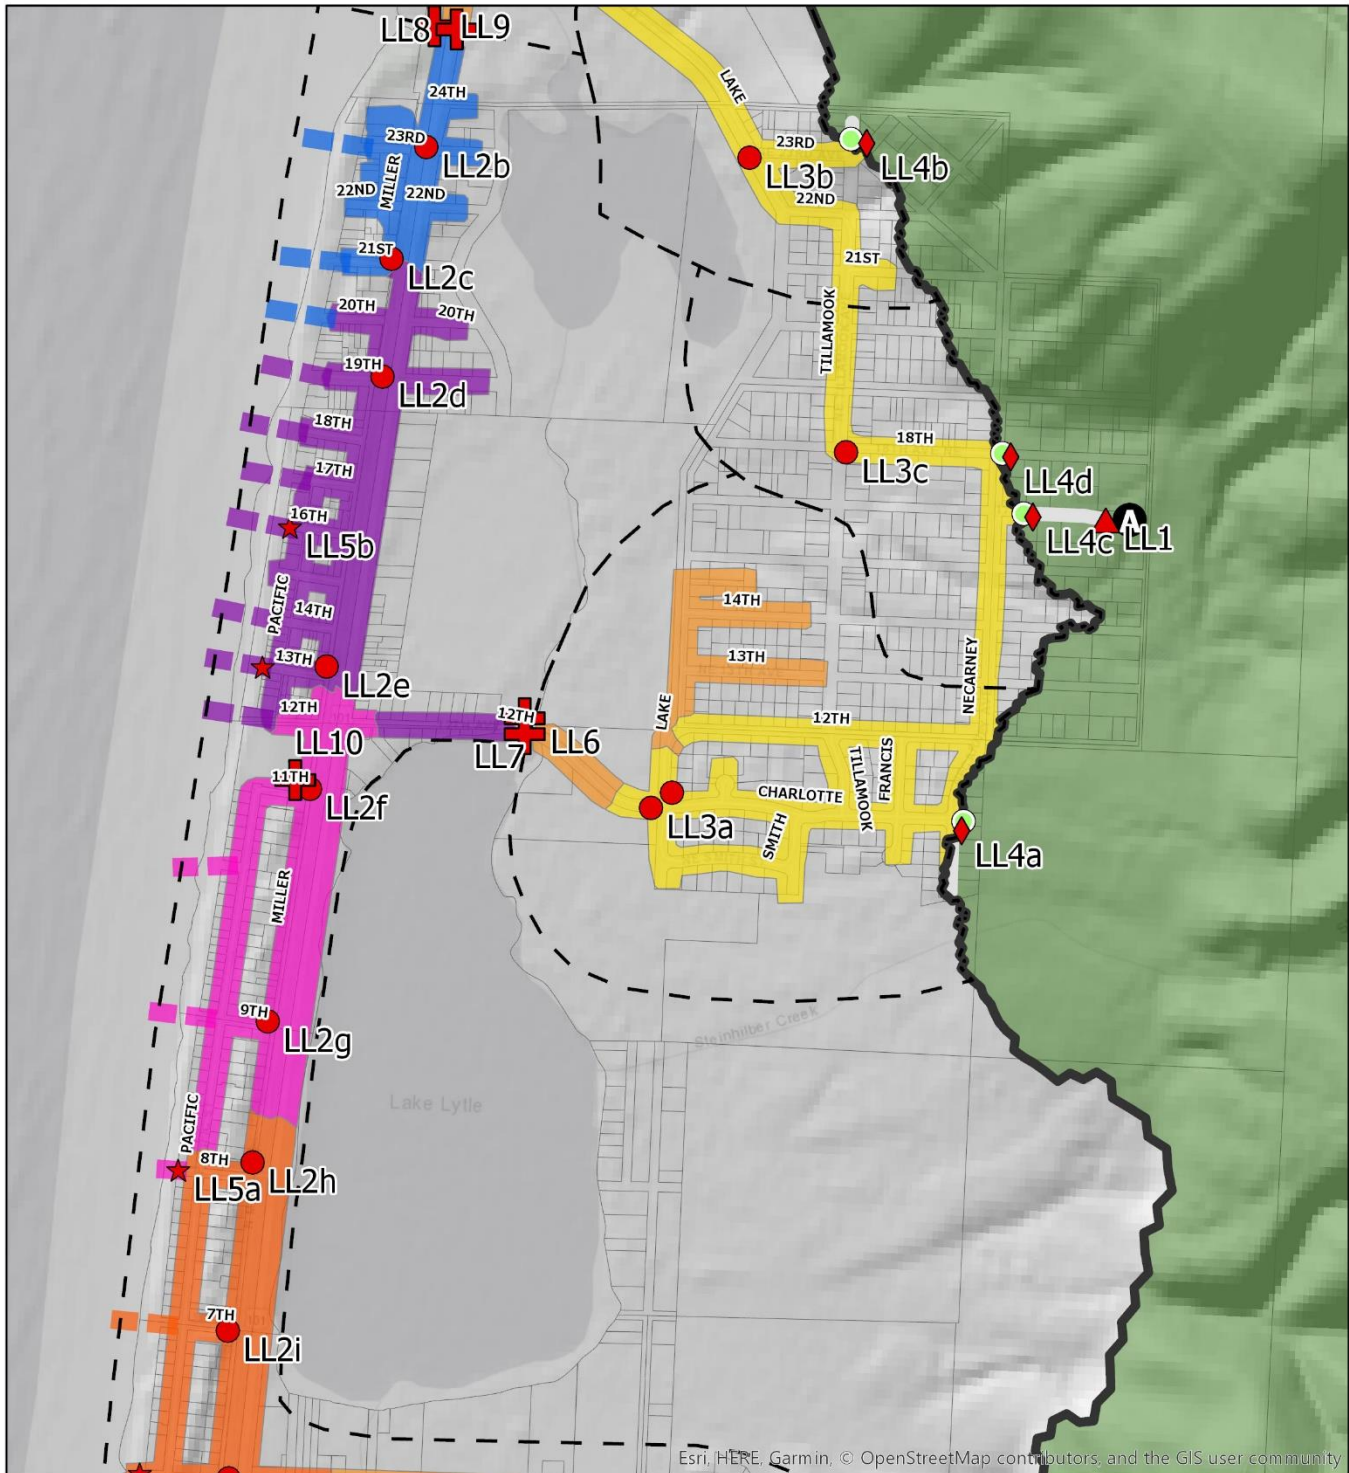 LL8 LL9
LAKE
24TH
23RD
LL2b
23RD
LL4b
LL3b
MILLER
22ND
22ND
22ND
21ST
LL2c
21ST
20TH
20TH
TILLAMOOK
19TH
LL2d
18TH
18TH
LL3c
17TH
LL4d
16TH
LL5b
A
LL4c
LL1
PACIFIC
14TH
14TH
13TH
13TH
LL2e
NECARNEY
12TH
12TH
LAKE
12TH
LL10
LL7
LL6
TILLAMOOK
FRANCIS
11TH
LL2f
CHARLOTTE
LL3a
SMITH
LL4a
MILLER
9TH
LL2g
Steinhilber Creek
Lake Lytle
PACIFIC
8TH
LL5a
LL2h
7TH
LL2i
Esri, HERE, Garmin, © OpenStreetMap contributors, and the GIS user community